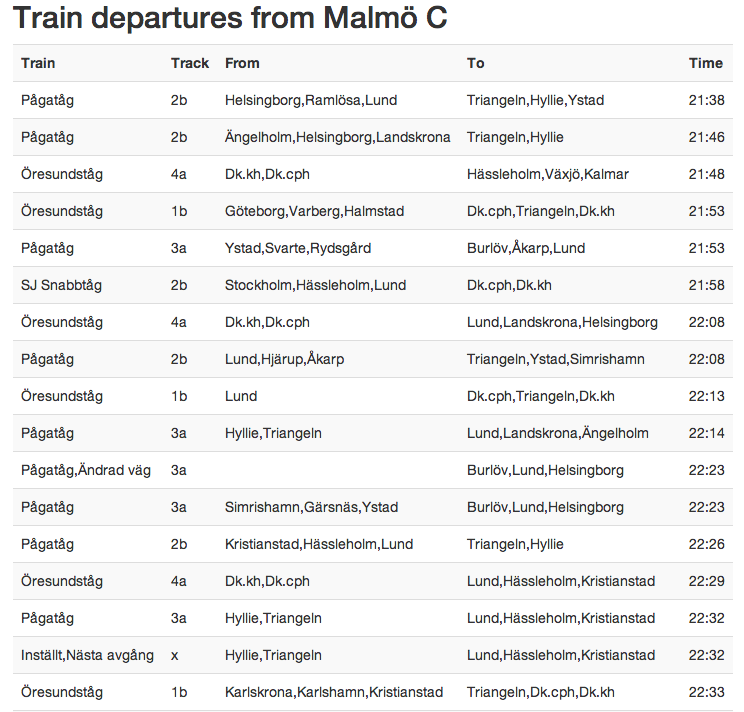 Train departures from Malmö C
Train Track From To Time
Pågatåg 2b Helsingborg,Ramlösa,Lund Triangeln,Hyllie,Ystad 21:38
Pågatåg 2b Ängelholm,Helsingborg,Landskrona Triangeln,Hyllie 21:46
Öresundståg 4a Dk.kh,Dk.cph Hässleholm,Växjö,Kalmar 21:48
Öresundståg 1b Göteborg,Varberg,Halmstad Dk.cph,Triangeln,Dk.kh 21:53
Pågatåg 3a Ystad,Svarte,Rydsgård Burlöv,Åkarp,Lund 21:53
SJ Snabbtåg 2b Stockholm,Hässleholm,Lund Dk.cph,Dk.kh 21:58
Öresundståg 4a Dk.kh,Dk.cph Lund,Landskrona,Helsingborg 22:08
Pågatåg 2b Lund,Hjärup,Åkarp Triangeln,Ystad,Simrishamn 22:08
Öresundståg 1b Lund Dk.cph,Triangeln,Dk.kh 22:13
Pågatåg 3a Hyllie,Triangeln Lund,Landskrona,Ängelholm 22:14
Pågatåg,Ändrad väg 3a Burlöv,Lund,Helsingborg 22:23
Pågatåg 3a Simrishamn,Gärsnäs,Ystad Burlöv,Lund,Helsingborg 22:23
Pågatåg 2b Kristianstad,Hässleholm,Lund Triangeln,Hyllie 22:26
Öresundståg 4a Dk.kh,Dk.cph Lund,Hässleholm,Kristianstad 22:29
Pågatåg 3a Hyllie,Triangeln Lund,Hässleholm,Kristianstad 22:32
Inställt,Nästa avgång x Hyllie,Triangeln Lund,Hässleholm,Kristianstad 22:32
Öresundståg 1b Karlskrona,Karlshamn,Kristianstad Triangeln,Dk.cph,Dk.kh 22:33